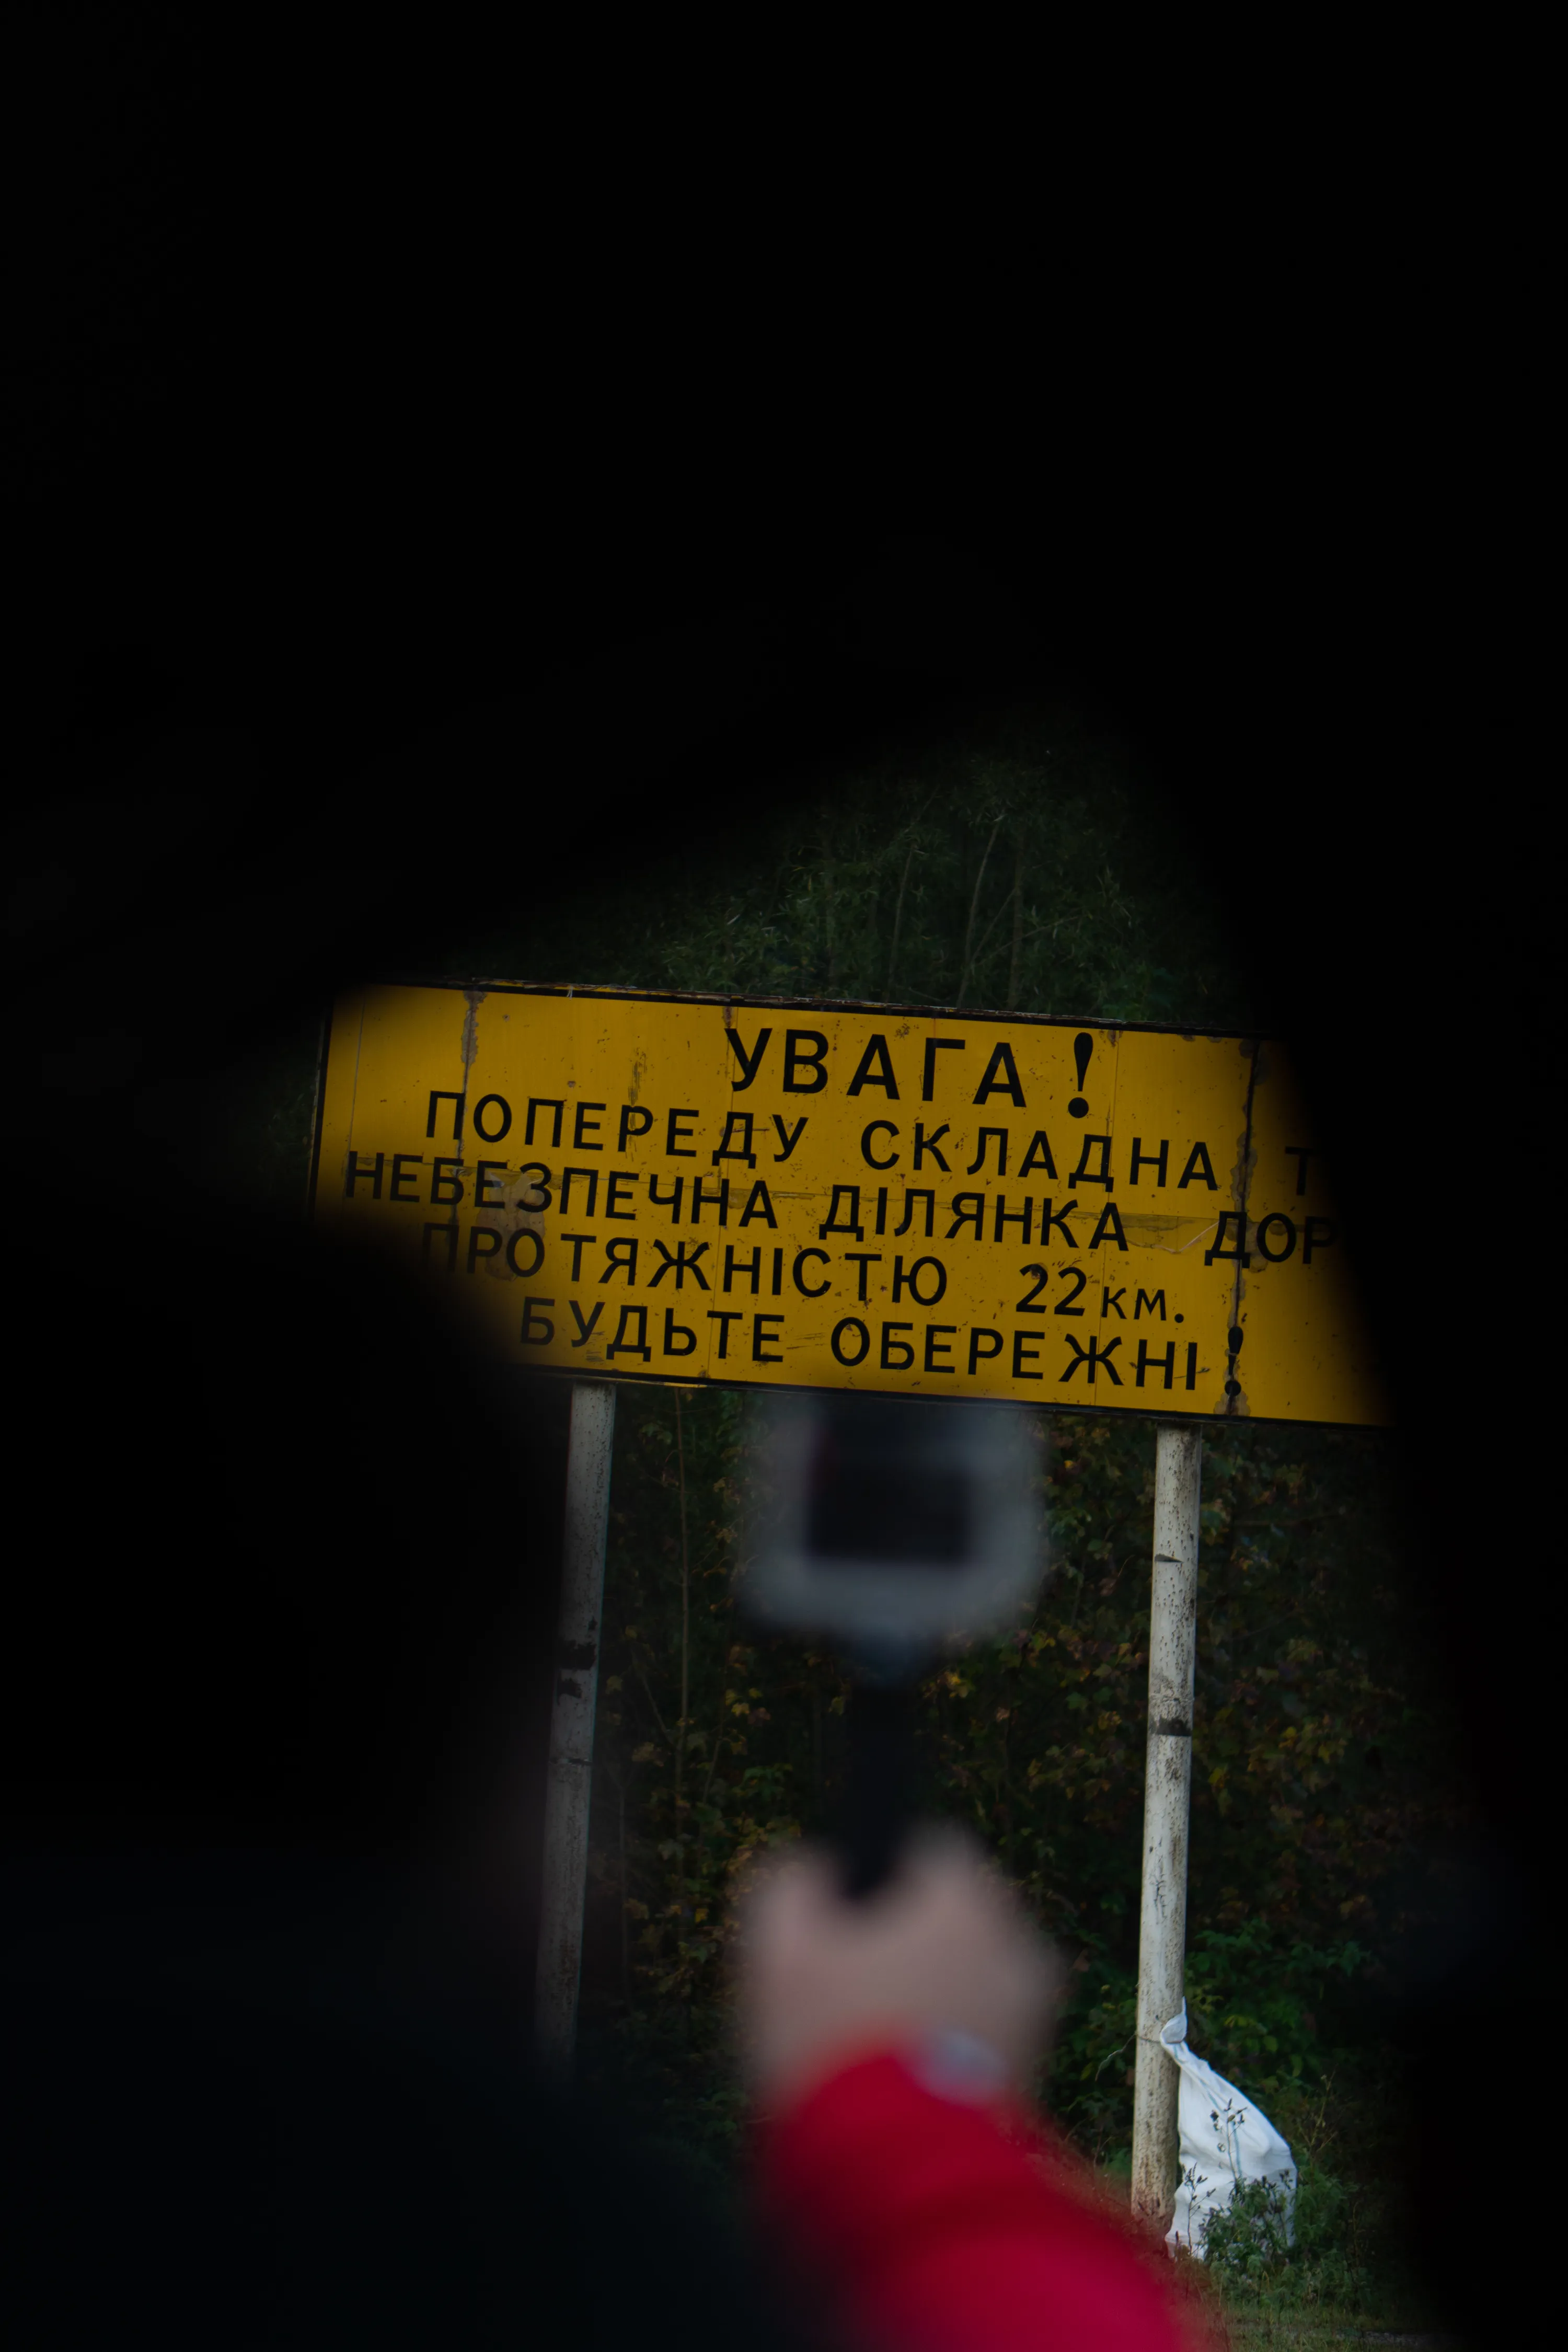 УВАГА!
ПОПЕРЕДУ СКЛАДНА
НЕБЕЗПЕЧНА ДІЛЯНКА
ПРОТЯЖНІСТЮ 22км.
БУДЬТЕ ОБЕРЕЖНІ!